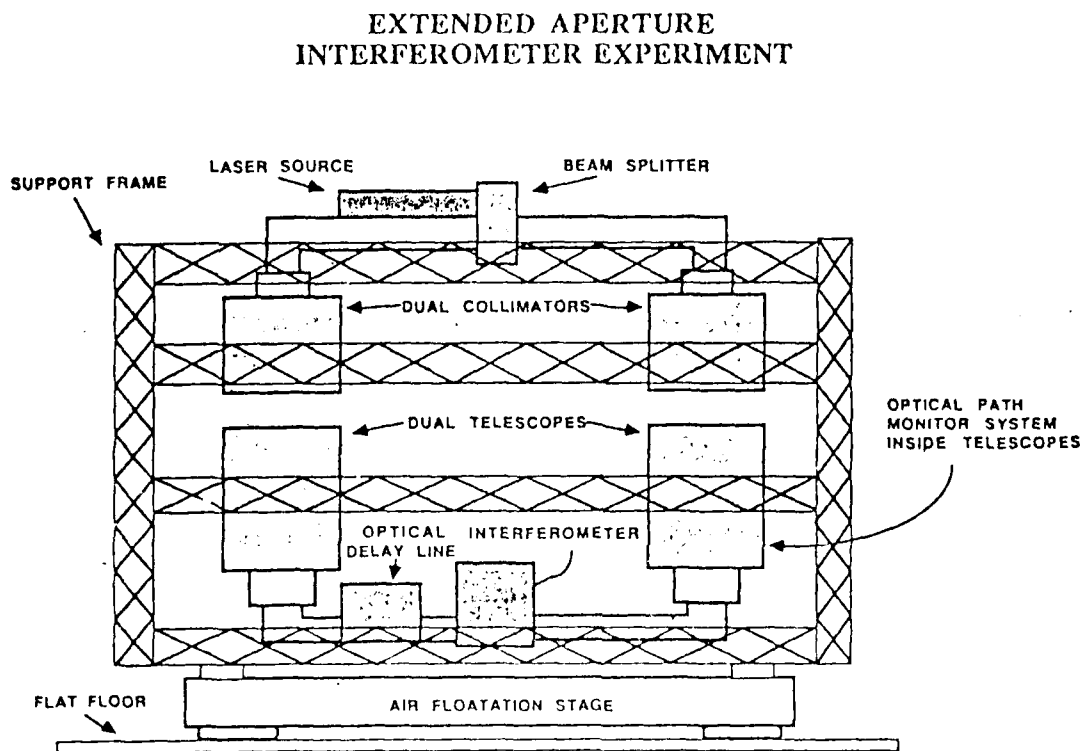 EXTENDED APERTURE
INTERFEROMETER EXPERIMENT
LASER SOURCE
BEAM SPLITTER
SUPPORT FRAME
DUAL COLLIMATORS
DUAL TELESCOPES
OPTICAL PATH
MONITOR SYSTEM
INSIDE TELESCOPES
OPTICAL
DELAY LINE
INTERFEROMETER
FLAT FLOOR
AIR FLOATATION STAGE